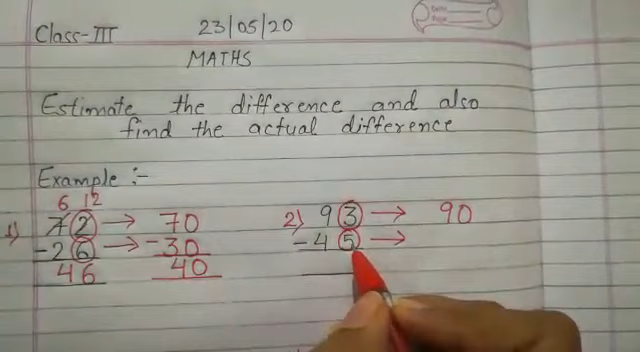 Class-III 23/05/20
MATHS
Estimate the difference and also
find the actual difference
Example :-
6 12
1) 72 → 70 2) 93 → 90
- 26 → - 30 - 45 →
46 40